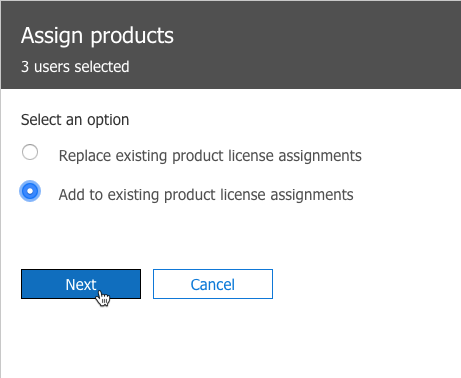 Assign products
3 users selected
Select an option
Replace existing product license assignments
Add to existing product license assignments
Next
Cancel